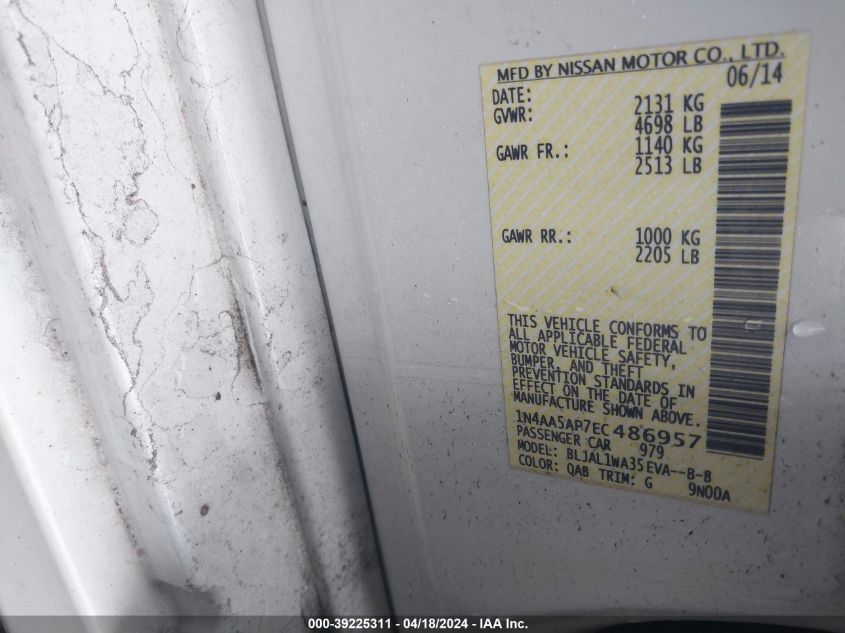 MFD BY NISSAN MOTOR CO., LTD.
DATE: 06/14
GVWR: 2131 KG
4698 LB
GAWR FR.: 1140 KG
2513 LB
GAWR RR.: 1000 KG
2205 LB
THIS VEHICLE CONFORMS TO
ALL APPLICABLE FEDERAL
MOTOR VEHICLE SAFETY,
BUMPER, AND THEFT
PREVENTION STANDARDS IN
EFFECT ON THE DATE OF
MANUFACTURE SHOWN ABOVE.
1N4AA5AP7EC486957
PASSENGER CAR 979
MODEL: BLJAL1WA35EVA--B-B
COLOR: QAB TRIM: G 9N00A
000-39225311 - 04/18/2024 - IAA Inc.